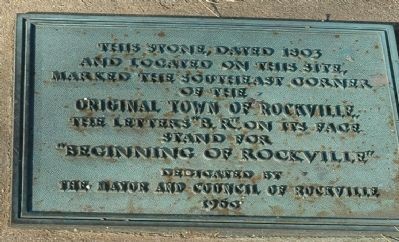 THIS STONE, DATED 1803
AND LOCATED ON THIS SITE,
MARKED THE SOUTHEAST CORNER
OF THE
ORIGINAL TOWN OF ROCKVILLE.
THE LETTERS "B. R." ON ITS FACE
STAND FOR
"BEGINNING OF ROCKVILLE"
DEDICATED BY
THE MAYOR AND COUNCIL OF ROCKVILLE